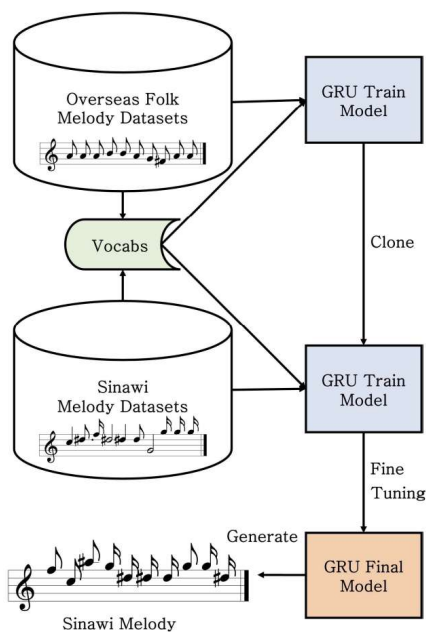 Overseas Folk
Melody Datasets
GRU Train
Model
Vocabs
Clone
Sinawi
Melody Datasets
GRU Train
Model
Fine
Tuning
Generate
GRU Final
Model
Sinawi Melody